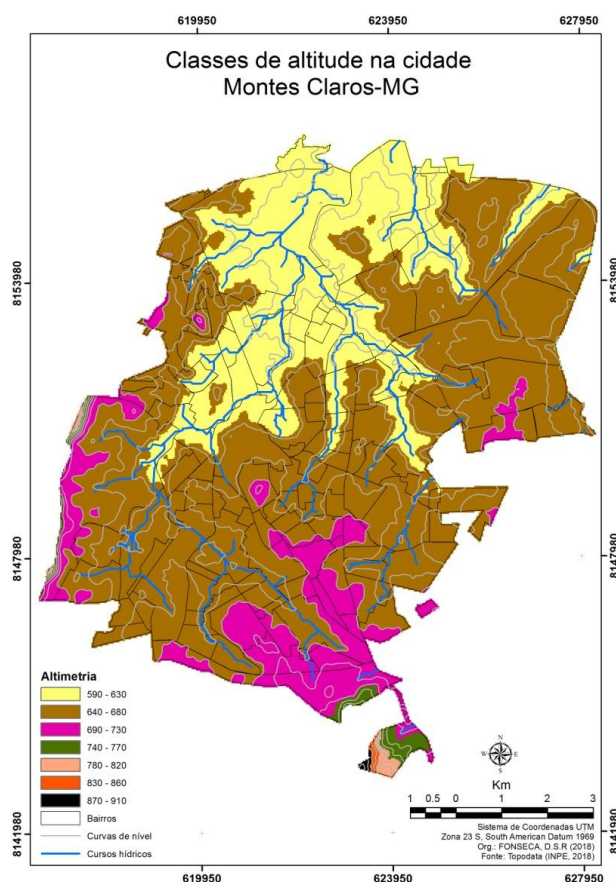 619950
623950
627950
Classes de altitude na cidade
Montes Claros-MG
8153980
8153980
8147980
8147980
Altimetria
590 - 630
640 - 680
690 - 730
740 - 770
780 - 820
830 - 860
870 - 910
Bairros
Curvas de nível
Cursos hídricos
N
W
E
S
Km
1 0.5 0 1 2 3
Sistema de Coordenadas UTM
Zona 23 S, South American Datum 1969
Org.: FONSECA, D.S.R (2018)
Fonte: Topodata (INPE, 2018)
8141980
8141980
619950
623950
627950